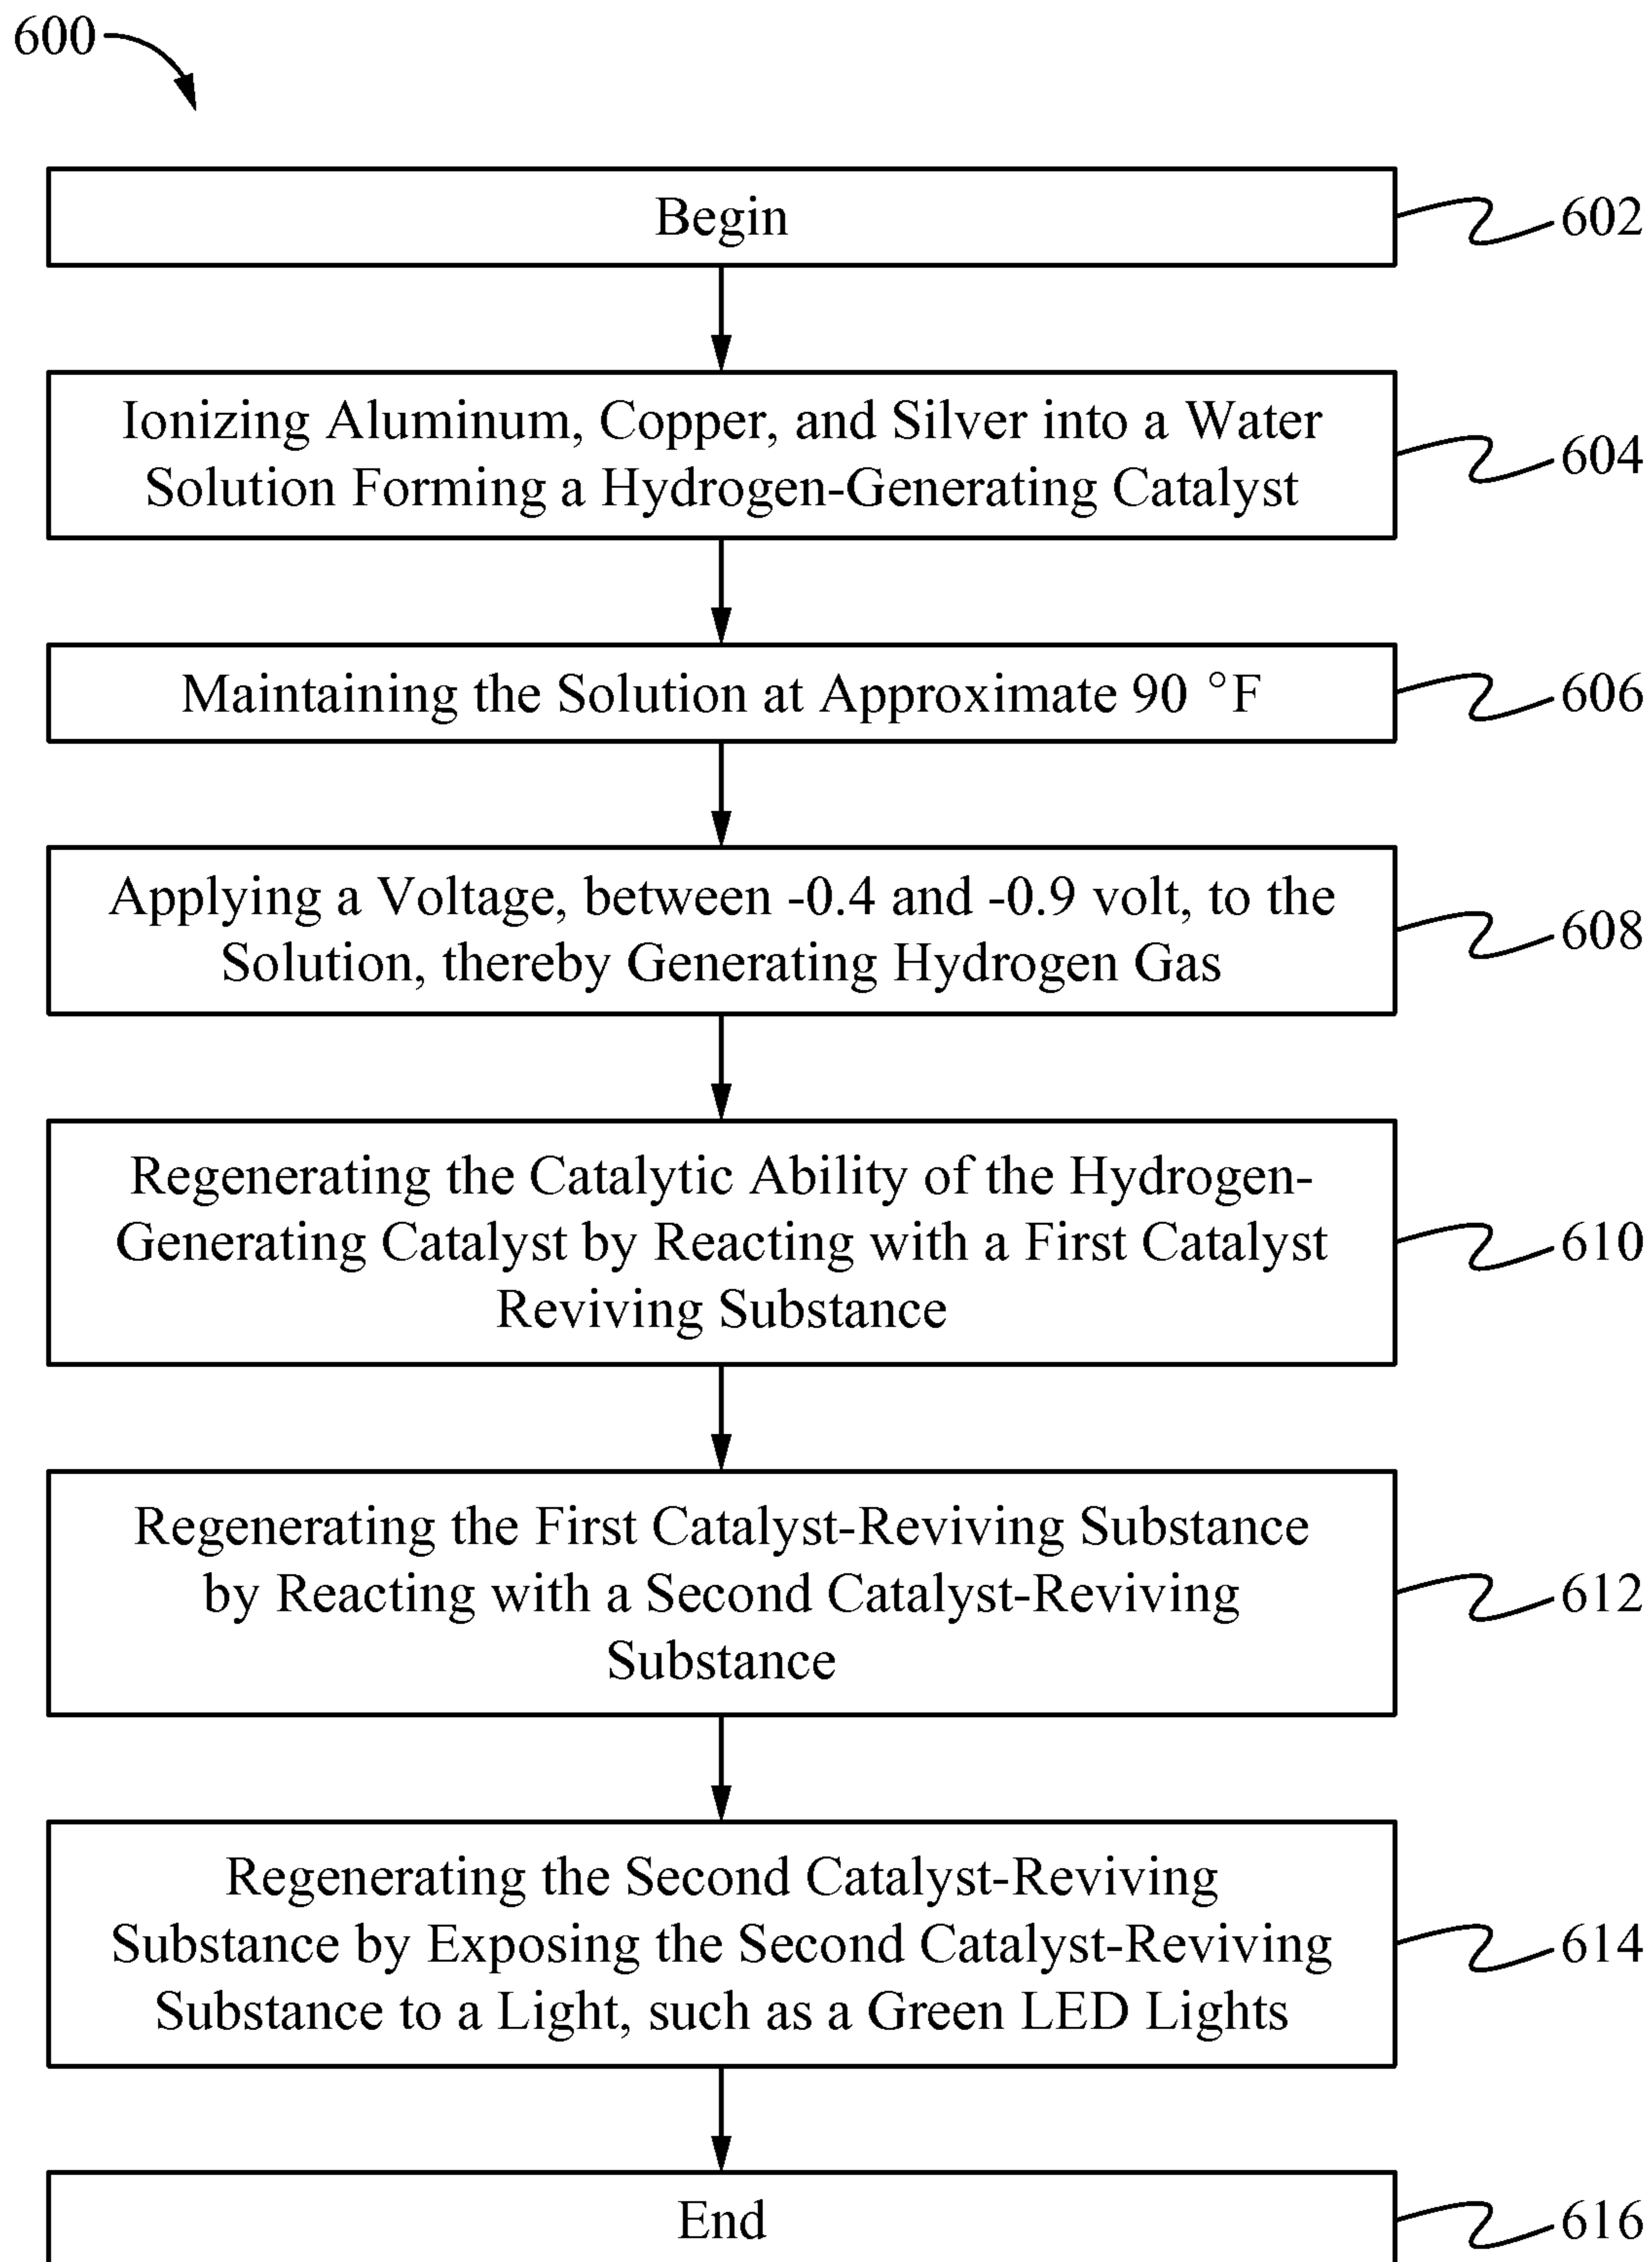 600
Begin
602
Ionizing Aluminum, Copper, and Silver into a Water
Solution Forming a Hydrogen-Generating Catalyst
604
Maintaining the Solution at Approximate 90 °F
606
Applying a Voltage, between -0.4 and -0.9 volt, to the
Solution, thereby Generating Hydrogen Gas
608
Regenerating the Catalytic Ability of the Hydrogen-
Generating Catalyst by Reacting with a First Catalyst
Reviving Substance
610
Regenerating the First Catalyst-Reviving Substance
by Reacting with a Second Catalyst-Reviving
Substance
612
Regenerating the Second Catalyst-Reviving
Substance by Exposing the Second Catalyst-Reviving
Substance to a Light, such as a Green LED Lights
614
End
616